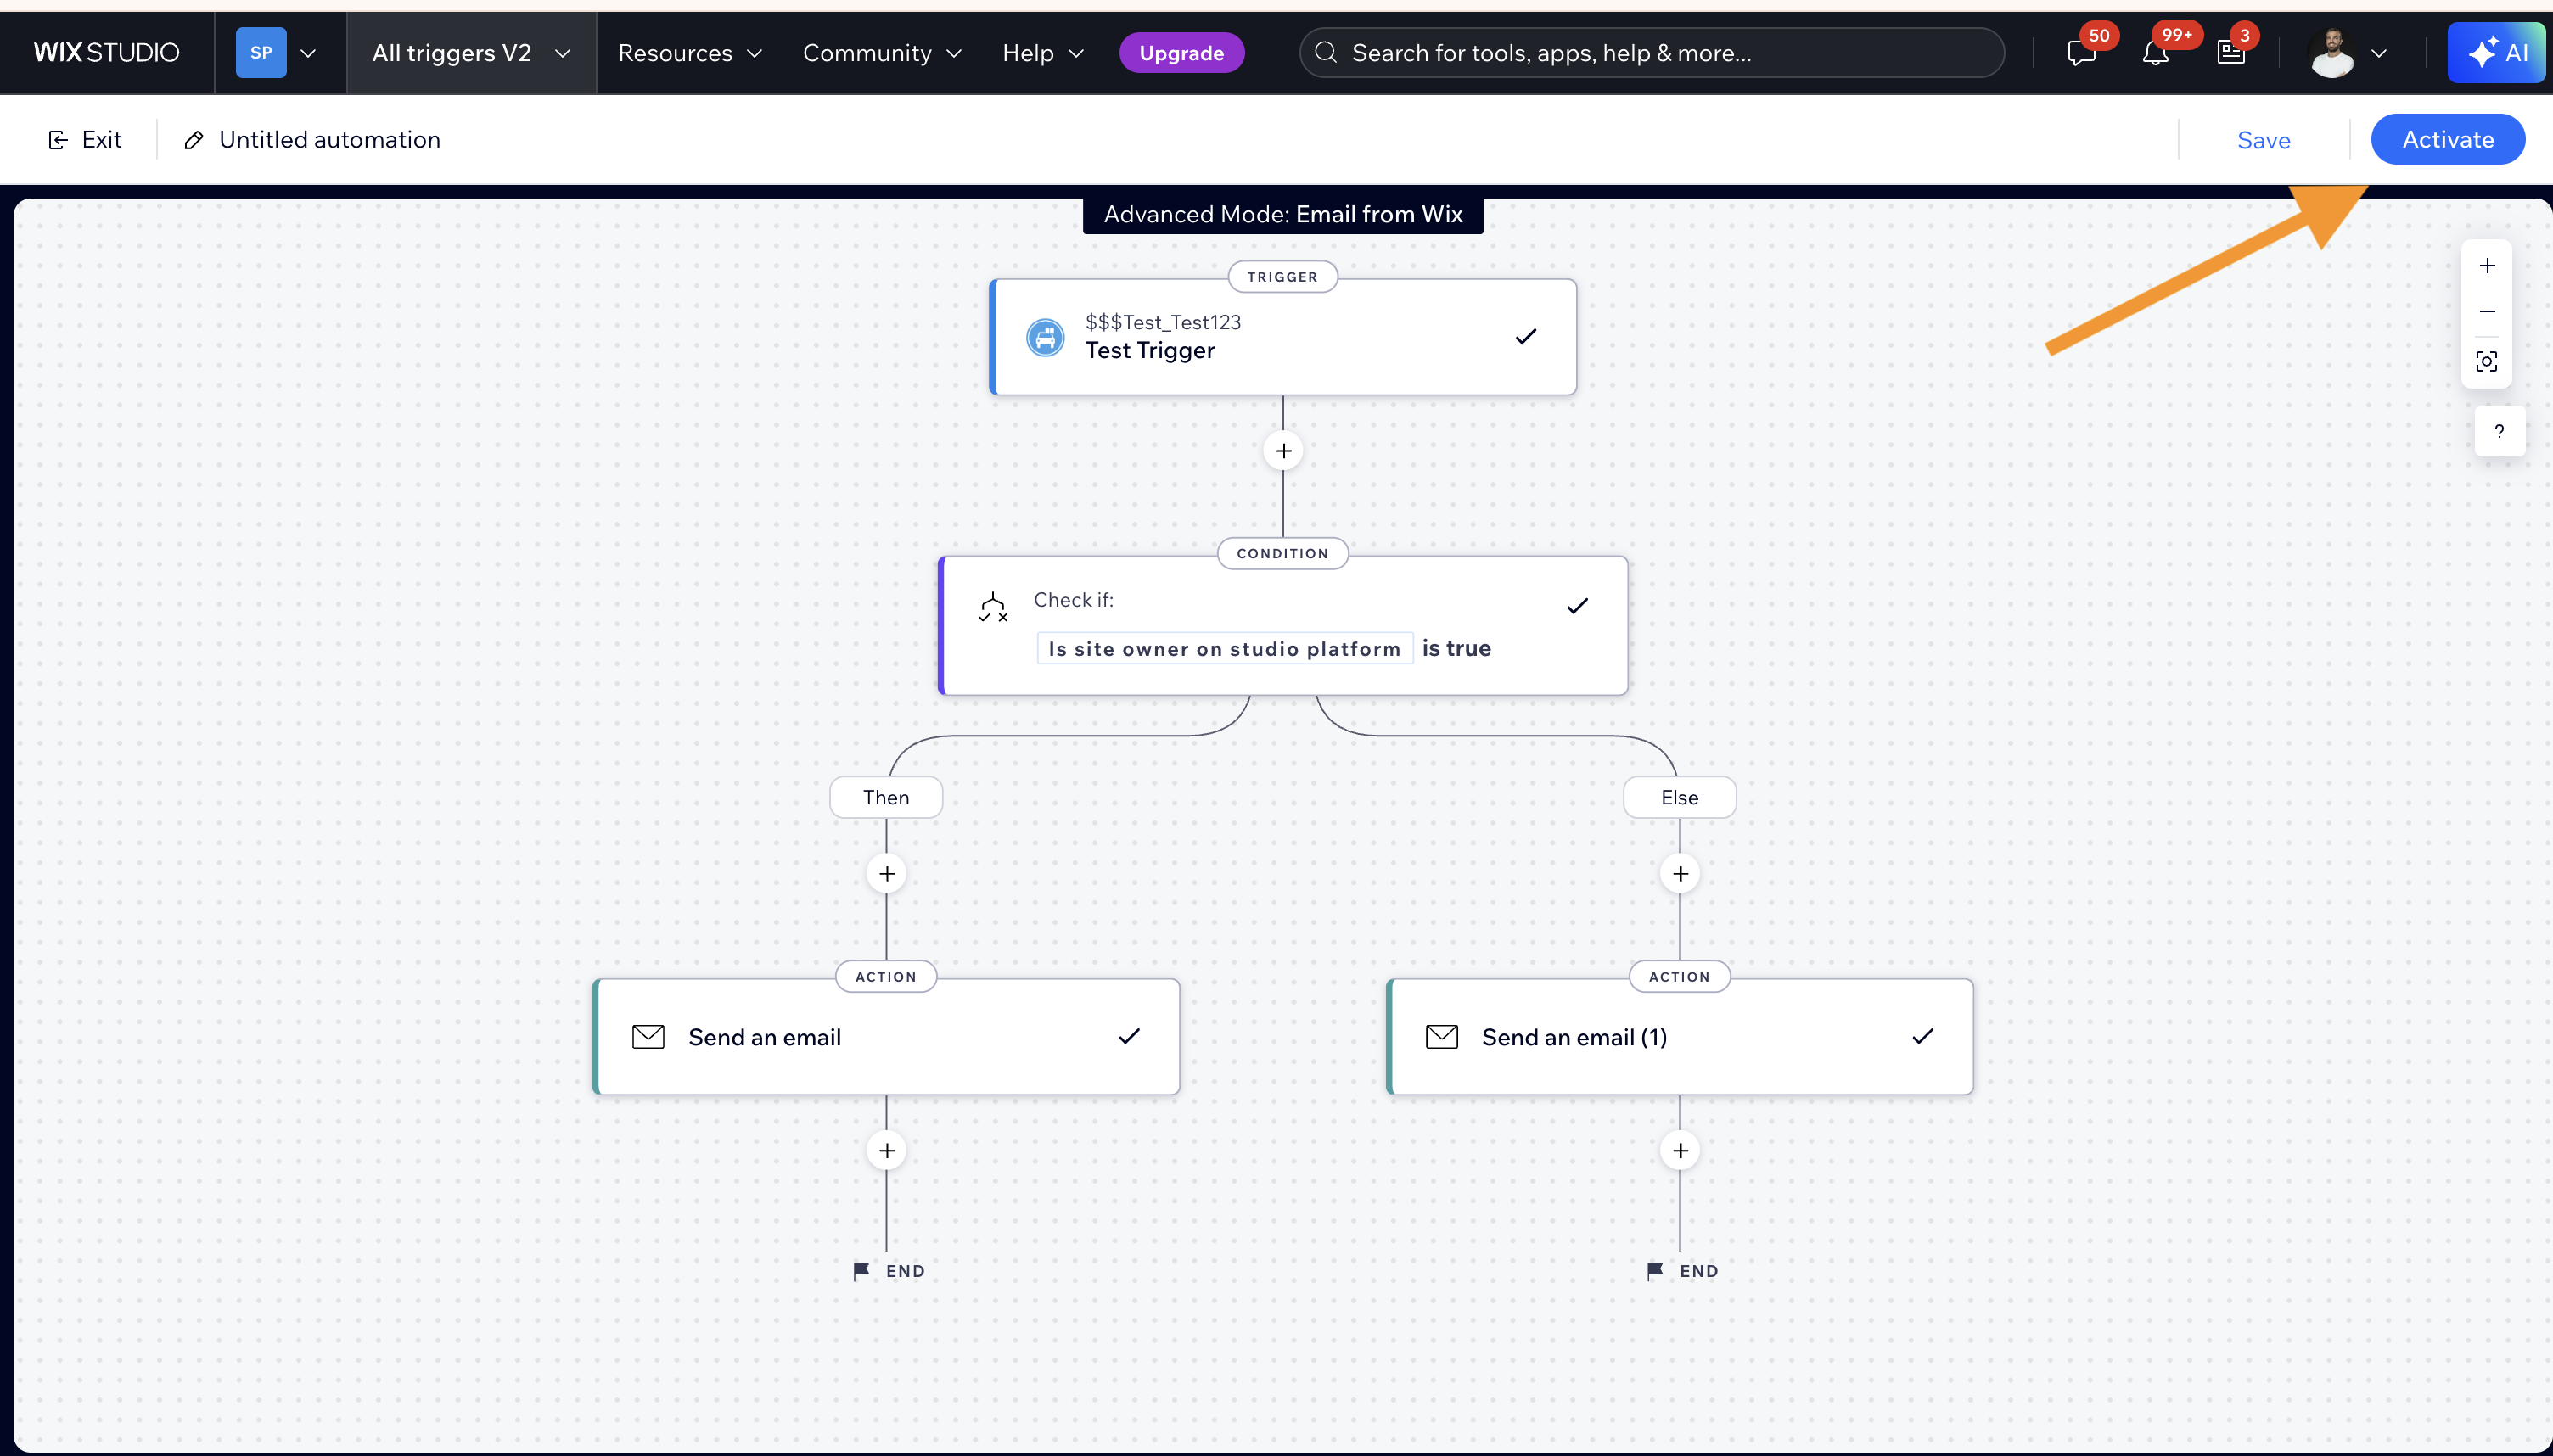 WIX STUDIO
SP
All triggers V2
Resources
Community
Help
Upgrade
Search for tools, apps, help & more...
50
99+
3
AI
Exit
Untitled automation
Save
Activate
Advanced Mode: Email from Wix
TRIGGER
$$$Test_Test123
Test Trigger
?
CONDITION
Check if:
Is site owner on studio platform is true
Then
Else
ACTION
Send an email
ACTION
Send an email (1)
END
END